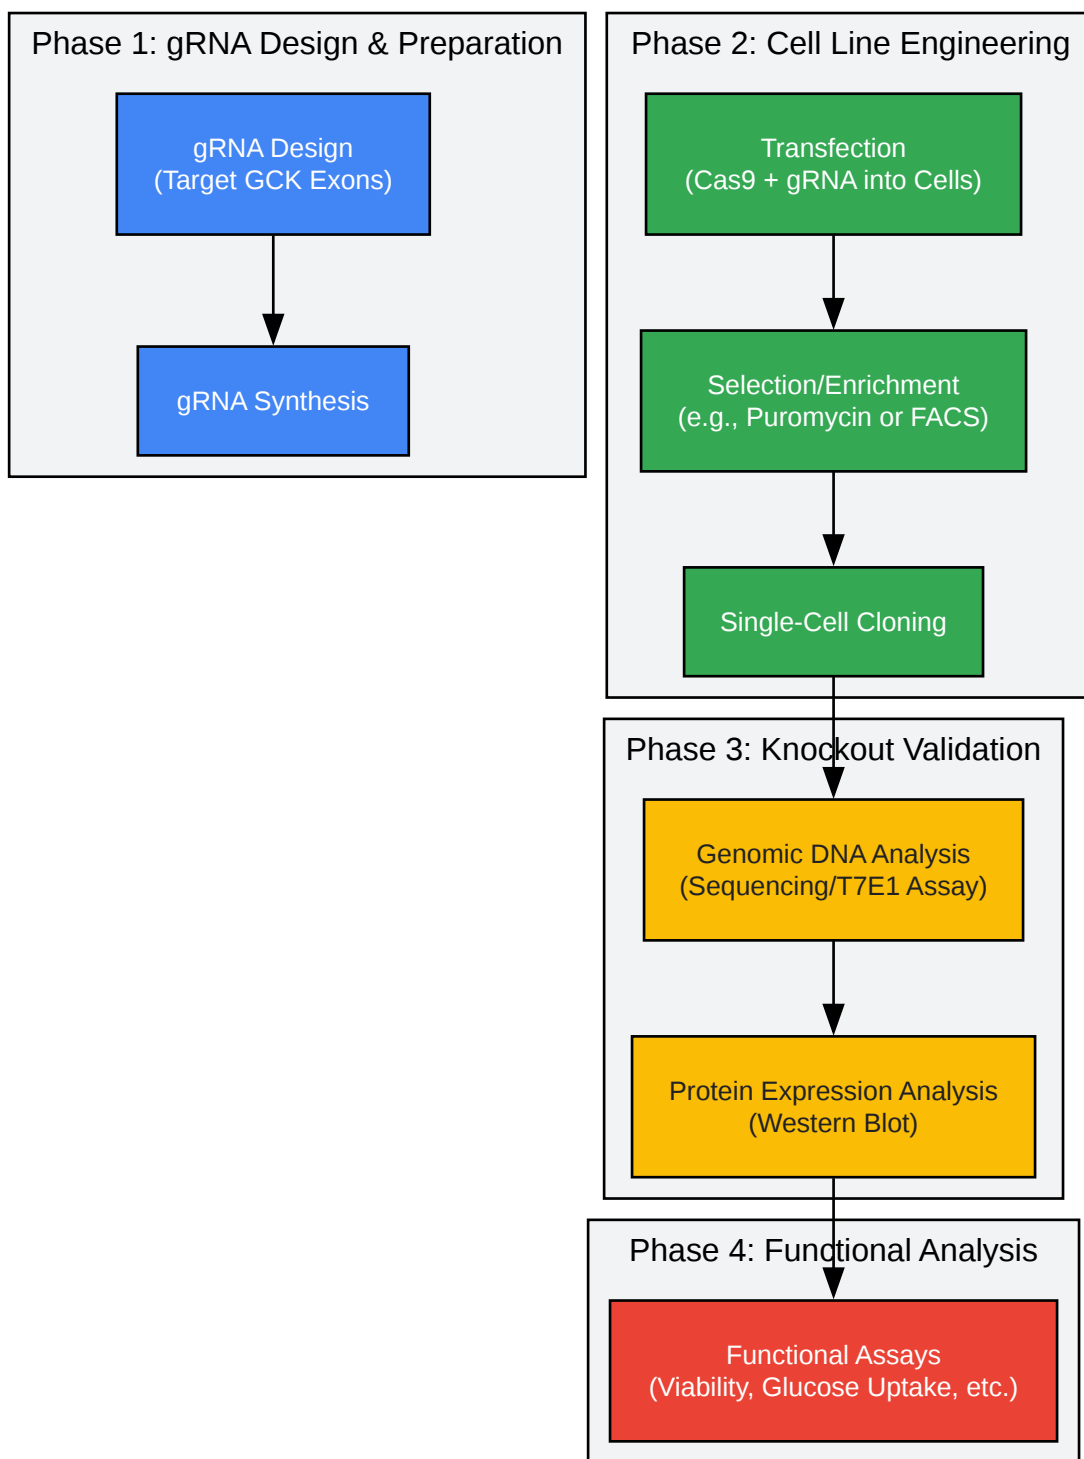 Phase 1: gRNA Design & Preparation
gRNA Design
(Target GCK Exons)
gRNA Synthesis
Phase 2: Cell Line Engineering
Transfection
(Cas9 + gRNA into Cells)
Selection/Enrichment
(e.g., Puromycin or FACS)
Single-Cell Cloning
Phase 3: Knockout Validation
Genomic DNA Analysis
(Sequencing/T7E1 Assay)
Protein Expression Analysis
(Western Blot)
Phase 4: Functional Analysis
Functional Assays
(Viability, Glucose Uptake, etc.)